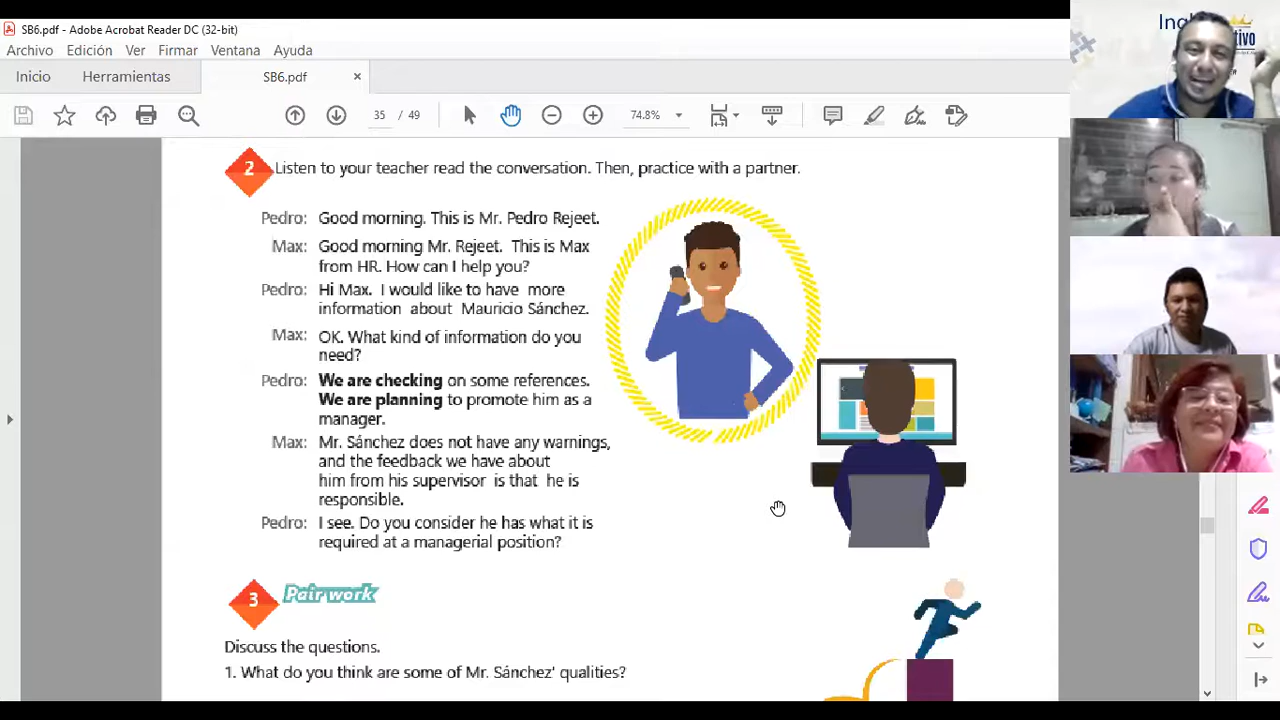 SB6.pdf - Adobe Acrobat Reader DC (32-bit)
Archivo Edición Ver Firmar Ventana Ayuda
Inicio Herramientas SB6.pdf ×
35 / 49 74.8%
2 Listen to your teacher read the conversation. Then, practice with a partner.
Pedro: Good morning. This is Mr. Pedro Rejeet.
Max: Good morning Mr. Rejeet. This is Max
from HR. How can I help you?
Pedro: Hi Max. I would like to have more
information about Mauricio Sánchez.
Max: OK. What kind of information do you
need?
Pedro: We are checking on some references.
We are planning to promote him as a
manager.
Max: Mr. Sánchez does not have any warnings,
and the feedback we have about
him from his supervisor is that he is
responsible.
Pedro: I see. Do you consider he has what it is
required at a managerial position?
3 Pair work
Discuss the questions.
1. What do you think are some of Mr. Sánchez' qualities?